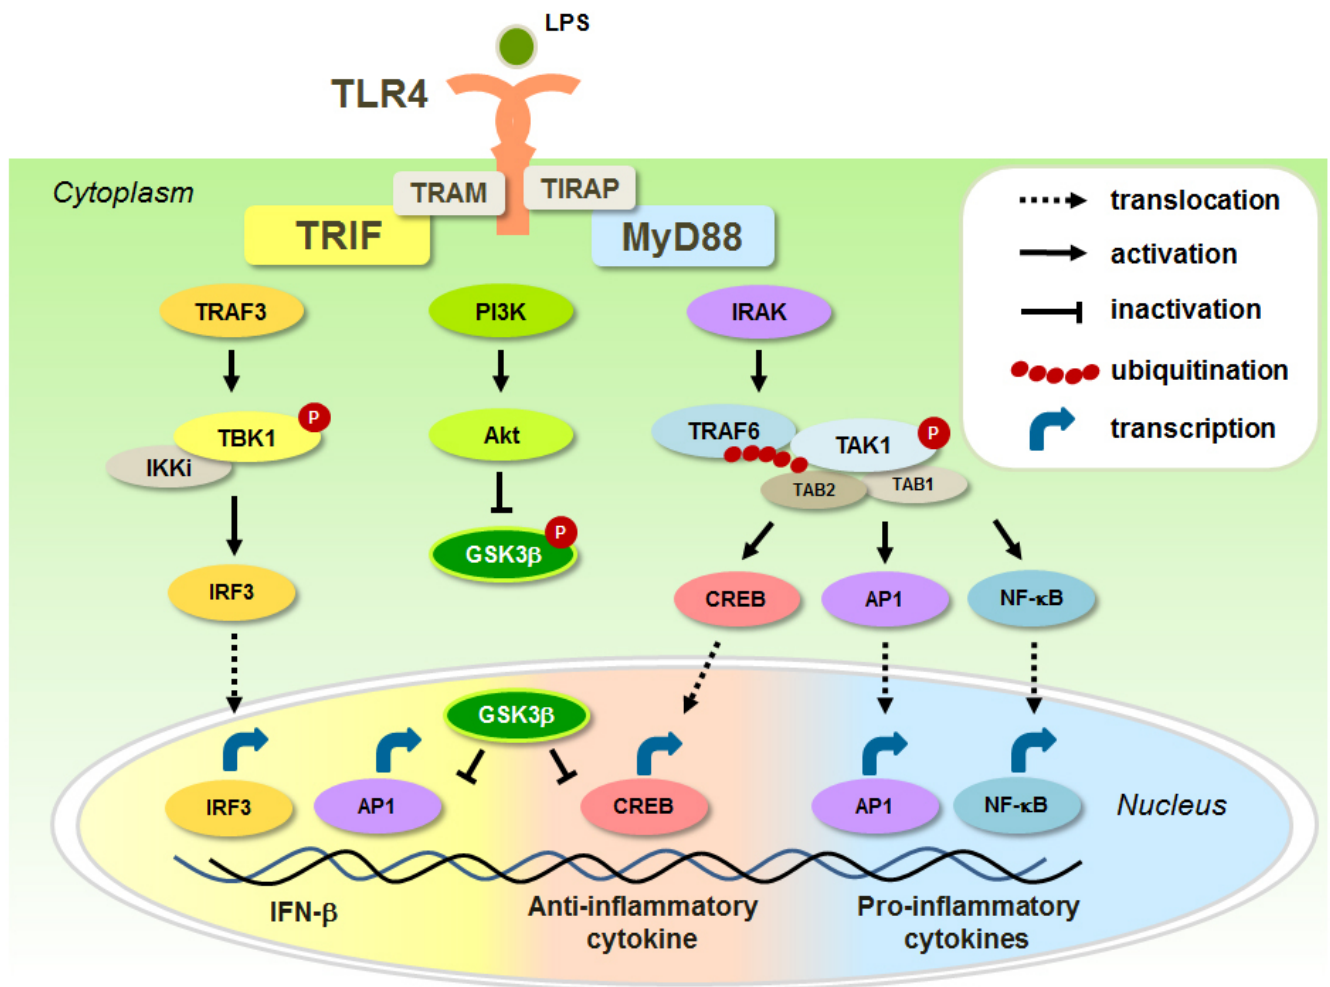 LPS
TLR4
Cytoplasm
TRAM
TIRAP
TRIF
MyD88
translocation
activation
inactivation
ubiquitination
transcription
TRAF3
PI3K
IRAK
TBK1
P
IKKi
Akt
TRAF6
TAK1
P
TAB2
TAB1
GSK3β
P
IRF3
CREB
AP1
NF-κB
GSK3β
IRF3
AP1
CREB
AP1
NF-κB
Nucleus
IFN-β
Anti-inflammatory
cytokine
Pro-inflammatory
cytokines